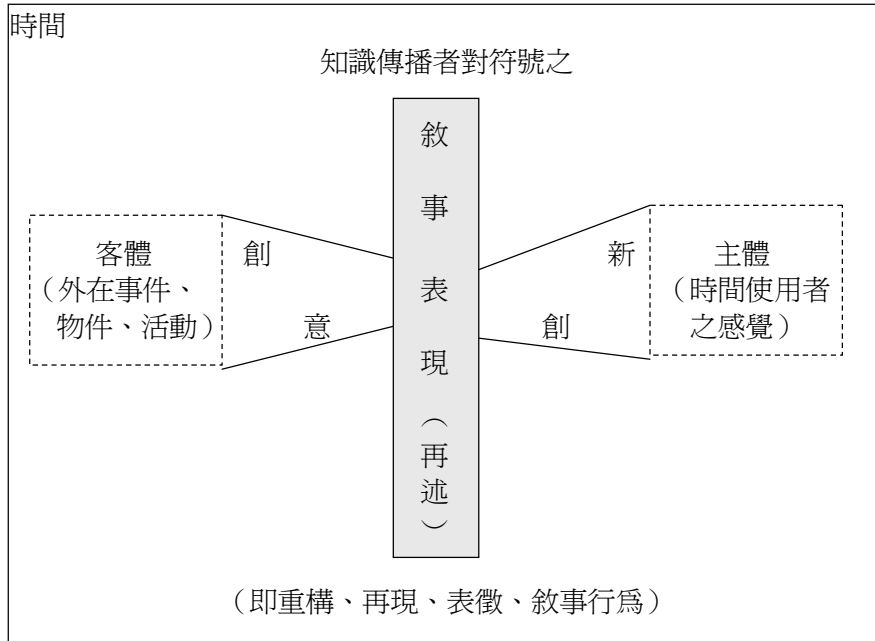 時間
知識傳播者對符號之
敘事表現（再述）
客體
（外在事件、
物件、活動）
創
意
新
創
主體
（時間使用者
之感覺）
（即重構、再現、表徵、敘事行爲）